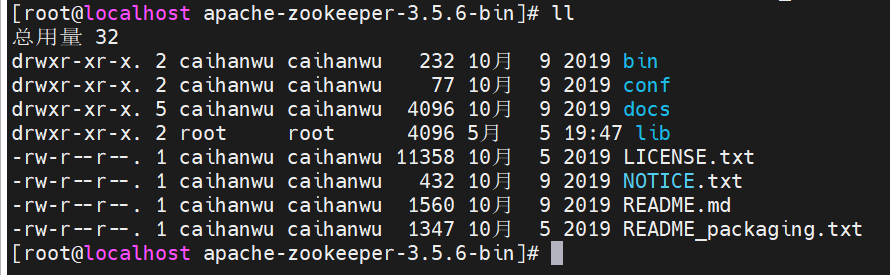 [root@localhost apache-zookeeper-3.5.6-bin]# ll
总用量 32
drwxr-xr-x. 2 caihanwu caihanwu   232 10月  9 2019 bin
drwxr-xr-x. 2 caihanwu caihanwu    77 10月  9 2019 conf
drwxr-xr-x. 5 caihanwu caihanwu  4096 10月  9 2019 docs
drwxr-xr-x. 2 root     root      4096 5月   5 19:47 lib
-rw-r--r--. 1 caihanwu caihanwu 11358 10月  5 2019 LICENSE.txt
-rw-r--r--. 1 caihanwu caihanwu   432 10月  9 2019 NOTICE.txt
-rw-r--r--. 1 caihanwu caihanwu  1560 10月  9 2019 README.md
-rw-r--r--. 1 caihanwu caihanwu  1347 10月  5 2019 README_packaging.txt
[root@localhost apache-zookeeper-3.5.6-bin]#